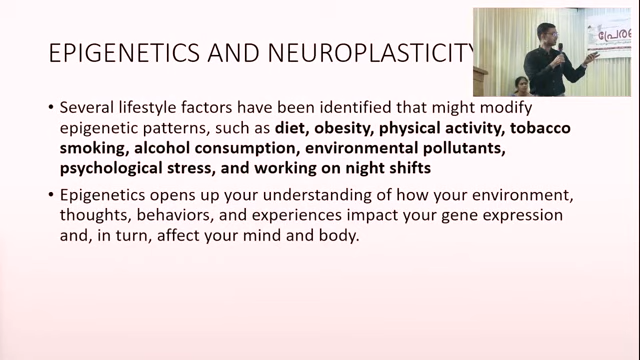 EPIGENETICS AND NEUROPLASTICITY
• Several lifestyle factors have been identified that might modify
epigenetic patterns, such as diet, obesity, physical activity, tobacco
smoking, alcohol consumption, environmental pollutants,
psychological stress, and working on night shifts
• Epigenetics opens up your understanding of how your environment,
thoughts, behaviors, and experiences impact your gene expression
and, in turn, affect your mind and body.